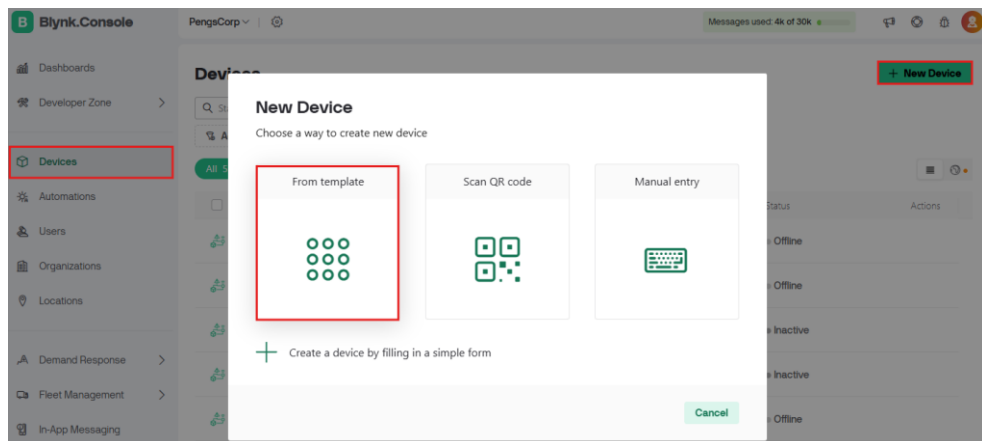 B Blynk.Console
PengsCorp
Messages used: 4k of 30k
Dashboards
Developer Zone
Devices
Automations
Users
Organizations
Locations
Demand Response
Fleet Management
In-App Messaging
+ New Device
All
New Device
Choose a way to create new device
From template
Scan QR code
Manual entry
Create a device by filling in a simple form
Cancel
Status
Actions
Offline
Offline
Inactive
Inactive
Offline